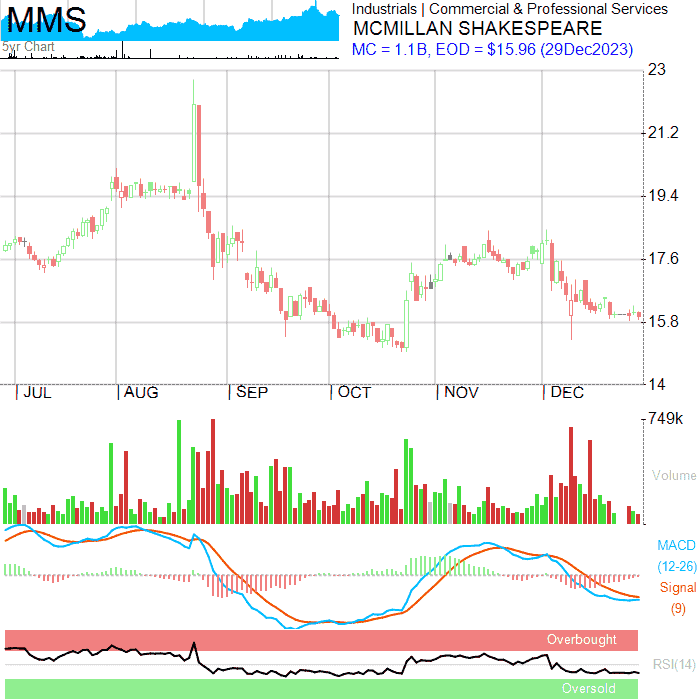 MMS
5yr Chart
Industrials | Commercial & Professional Services
MCMILLAN SHAKESPEARE
MC = 1.1B, EOD = $15.96 (29Dec2023)
23
21.2
19.4
17.6
15.8
14
JUL AUG SEP OCT NOV DEC
749k
Volume
MACD
(12-26)
Signal
(9)
Overbought
RSI(14)
Oversold